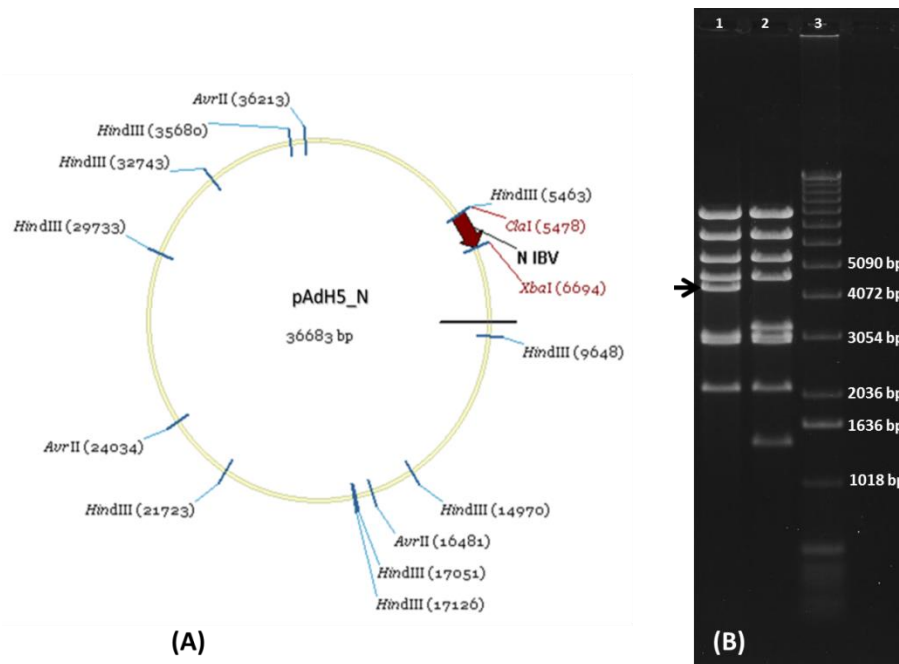 AvrII (36213)
HindIII (35680)
HindIII (32743)
HindIII (29733)
HindIII (5463)
ClaI (5478)
N IBV
XbaI (6694)
pAdH5_N
36683 bp
HindIII (9648)
AvrII (24034)
HindIII (21723)
HindIII (14970)
AvrII (16481)
HindIII (17051)
HindIII (17126)
(A)
1 2 3
5090 bp
4072 bp
3054 bp
2036 bp
1636 bp
1018 bp
(B)